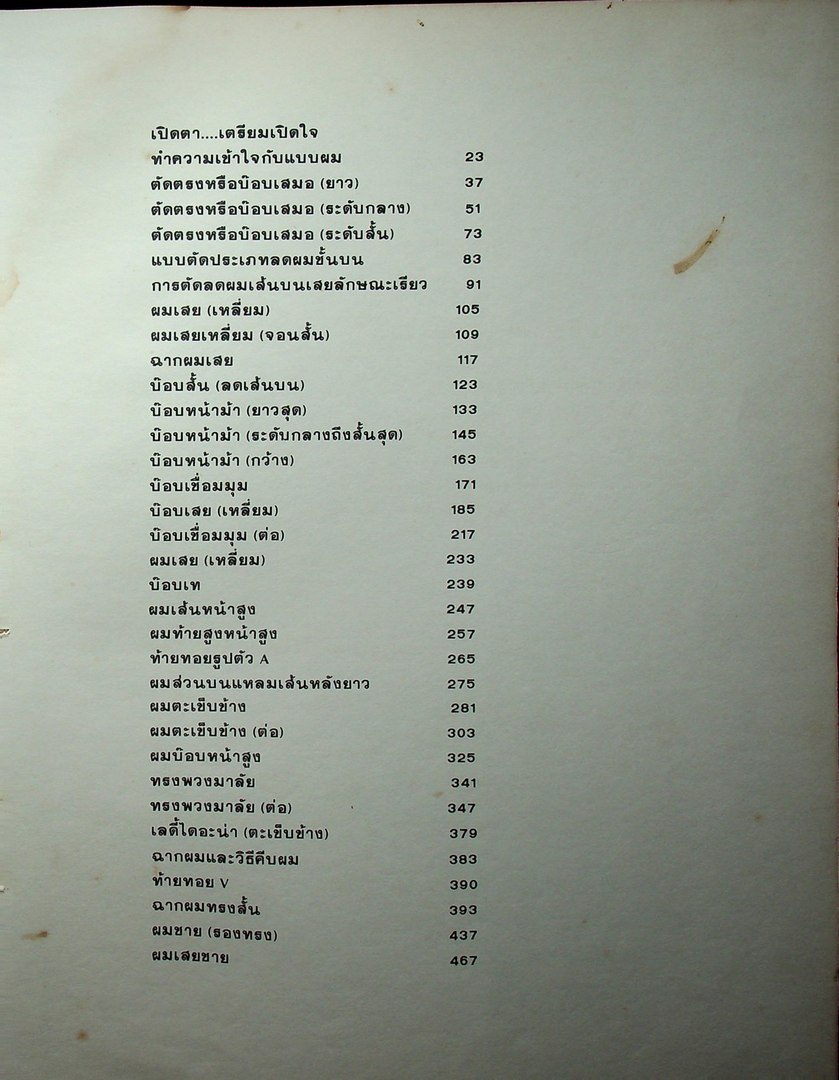 เปิดตา....เตรียมเปิดใจ
ทำความเข้าใจกับแบบผม 23
ตัดตรงหรือบ๊อบเสมอ (ยาว) 37
ตัดตรงหรือบ๊อบเสมอ (ระดับกลาง) 51
ตัดตรงหรือบ๊อบเสมอ (ระดับสั้น) 73
แบบตัดประเภทลดผมชั้นบน 83
การตัดลดผมเส้นบนเสยลักษณะเรียว 91
ผมเสย (เหลี่ยม) 105
ผมเสยเหลี่ยม (จอนสั้น) 109
ฉากผมเสย 117
บ๊อบสั้น (ลดเส้นบน) 123
บ๊อบหน้าม้า (ยาวสุด) 133
บ๊อบหน้าม้า (ระดับกลางถึงสั้นสุด) 145
บ๊อบหน้าม้า (กว้าง) 163
บ๊อบเชื่อมมุม 171
บ๊อบเสย (เหลี่ยม) 185
บ๊อบเชื่อมมุม (ต่อ) 217
ผมเสย (เหลี่ยม) 233
บ๊อบเท 239
ผมเส้นหน้าสูง 247
ผมท้ายสูงหน้าสูง 257
ท้ายทอยรูปตัว A 265
ผมส่วนบนแหลมเส้นหลังยาว 275
ผมตะเข็บข้าง 281
ผมตะเข็บข้าง (ต่อ) 303
ผมบ๊อบหน้าสูง 325
ทรงพวงมาลัย 341
ทรงพวงมาลัย (ต่อ) 347
เลดี้ไดอะน่า (ตะเข็บข้าง) 379
ฉากผมและวิธีคีบผม 383
ท้ายทอย V 390
ฉากผมทรงสั้น 393
ผมชาย (รองทรง) 437
ผมเสยชาย 467